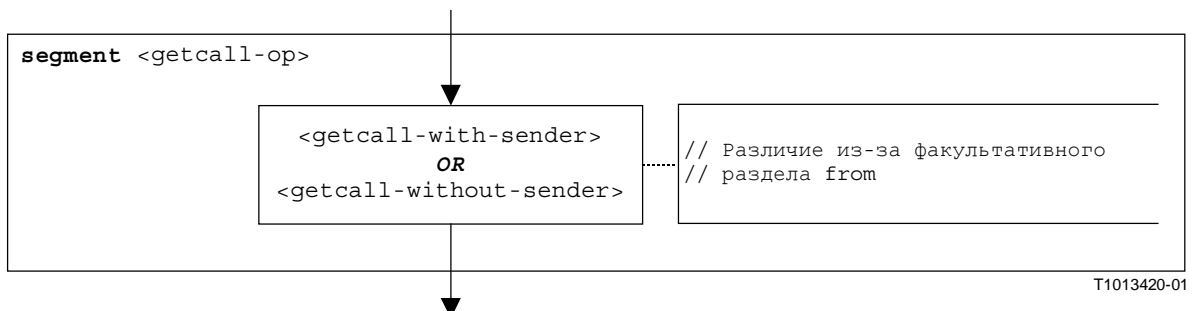 segment <getcall-op>
<getcall-with-sender>
OR
<getcall-without-sender>
// Различие из-за факультативного
// раздела from
T1013420-01